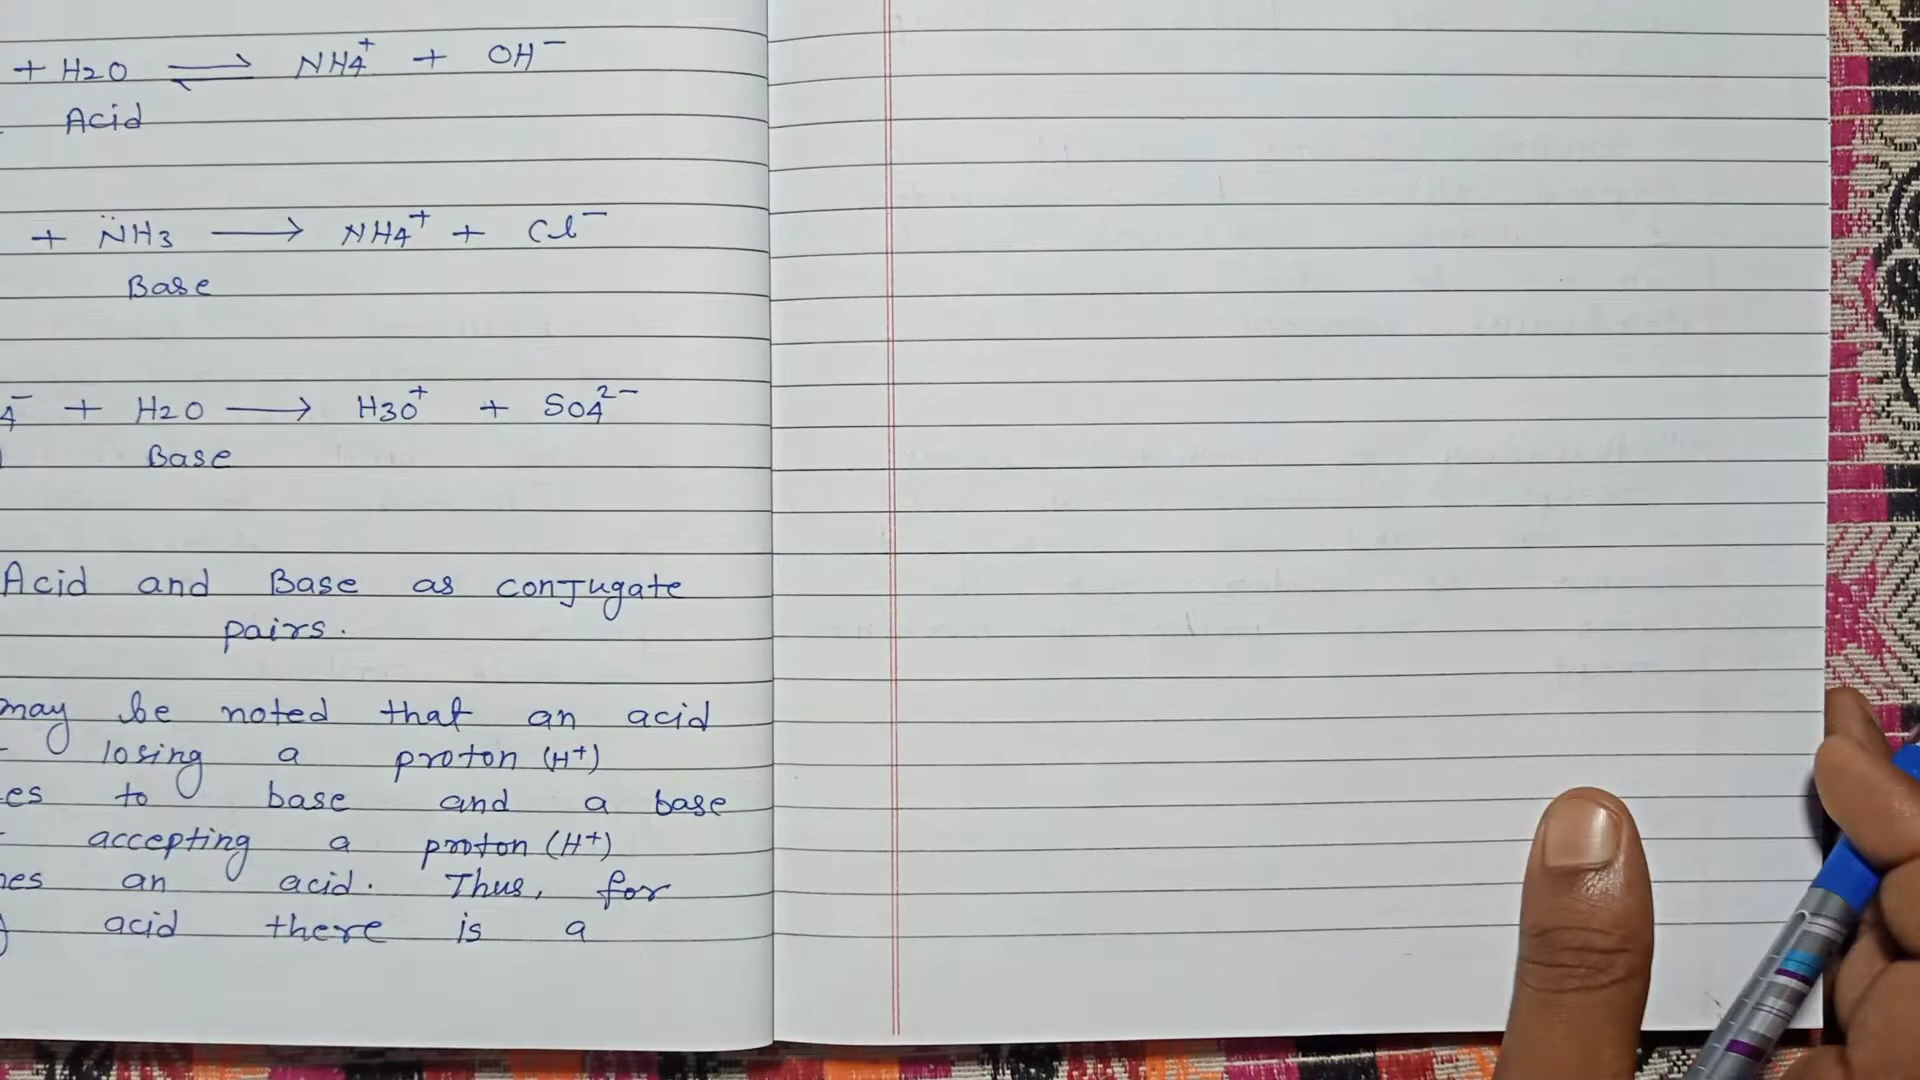 + H2O ⇌ NH4⁺ + OH⁻
Acid
+ N̈H3 ⟶ NH4⁺ + Cl⁻
Base
4⁻ + H2O ⟶ H3O⁺ + SO4²⁻
Base
Acid and Base as conjugate
pairs.
may be noted that an acid
losing a proton (H⁺)
es to base and a base
accepting a proton (H⁺)
es an acid. Thus, for
acid there is a